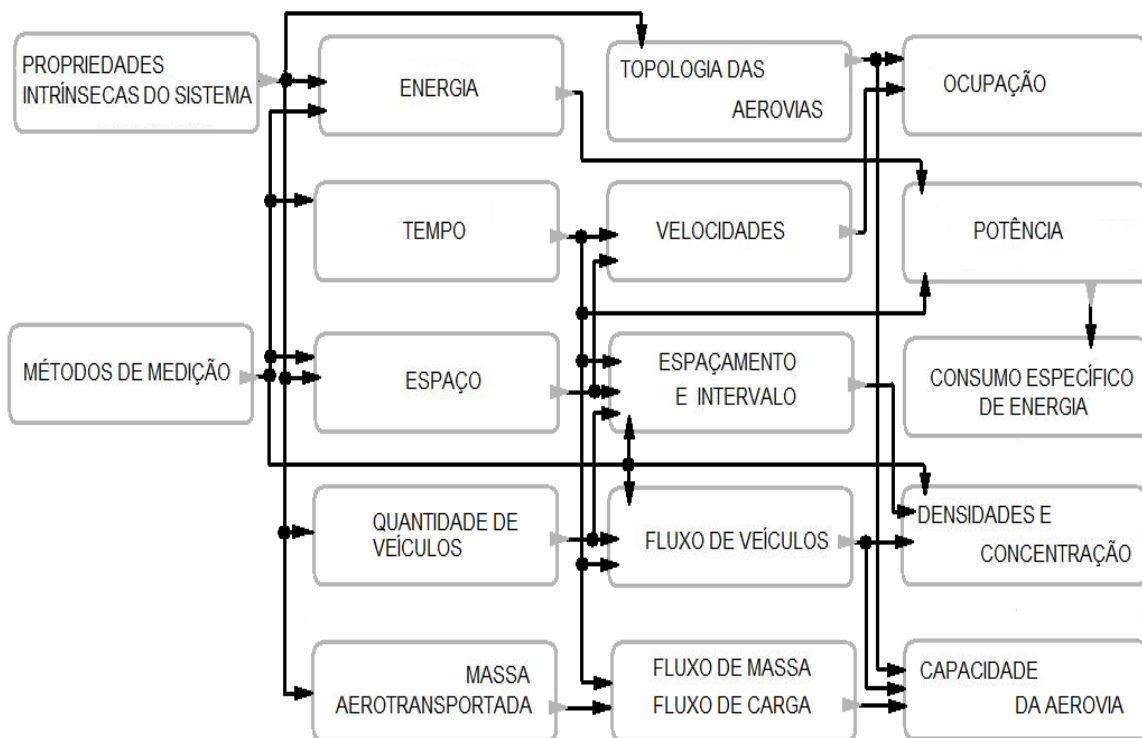 PROPRIEDADES
INTRÍNSECAS DO SISTEMA
ENERGIA
TOPOLOGIA DAS
AEROVIAS
OCUPAÇÃO
TEMPO
VELOCIDADES
POTÊNCIA
MÉTODOS DE MEDIÇÃO
ESPAÇO
ESPAÇAMENTO
E INTERVALO
CONSUMO ESPECÍFICO
DE ENERGIA
QUANTIDADE DE
VEÍCULOS
FLUXO DE VEÍCULOS
DENSIDADES E
CONCENTRAÇÃO
MASSA
AEROTRANSPORTADA
FLUXO DE MASSA
FLUXO DE CARGA
CAPACIDADE
DA AEROVIA